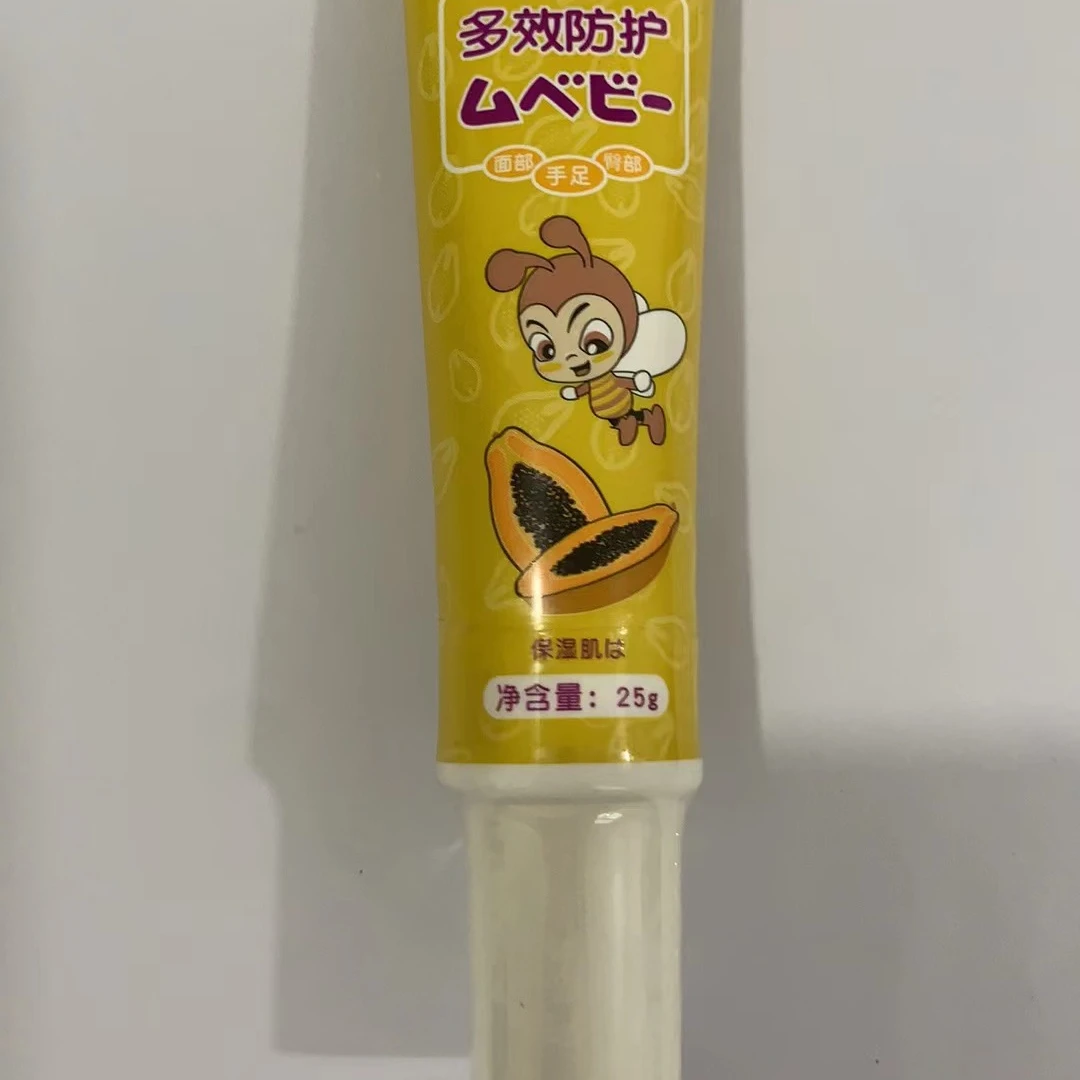 多效防护
ムベビー
面部 手足 臀部
保湿肌は
净含量: 25g